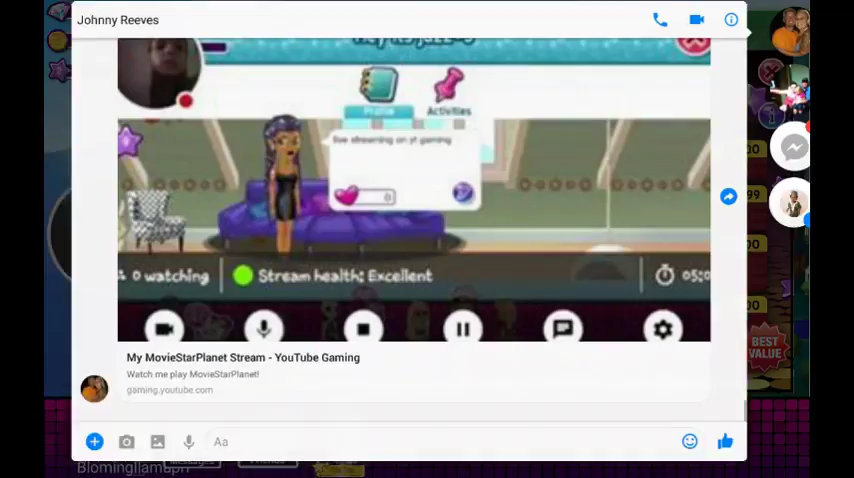 Johnny Reeves
Profile
Activities
live streaming on yt gaming
0
0 watching
Stream health: Excellent
My MovieStarPlanet Stream - YouTube Gaming
Watch me play MovieStarPlanet!
gaming.youtube.com
Aa
BEST
VALUE